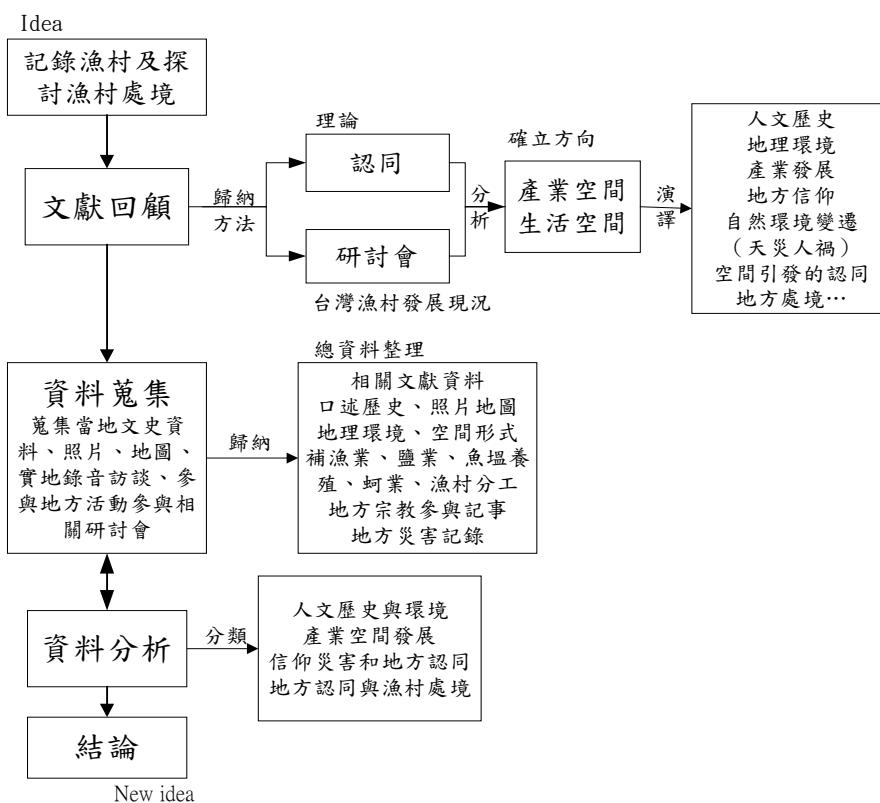 Idea
記錄漁村及探
討漁村處境
文獻回顧
歸納
方法
理論
認同
研討會
台灣漁村發展現況
分
析
確立方向
產業空間
生活空間
演
譯
人文歷史
地理環境
產業發展
地方信仰
自然環境變遷
（天災人禍）
空間引發的認同
地方處境…
資料蒐集
蒐集當地文史資
料、照片、地圖、
實地錄音訪談、參
與地方活動參與相
關研討會
歸納
總資料整理
相關文獻資料
口述歷史、照片地圖
地理環境、空間形式
補漁業、鹽業、魚塭養
殖、蚵業、漁村分工
地方宗教參與記事
地方災害記錄
資料分析
分類
人文歷史與環境
產業空間發展
信仰災害和地方認同
地方認同與漁村處境
結論
New idea